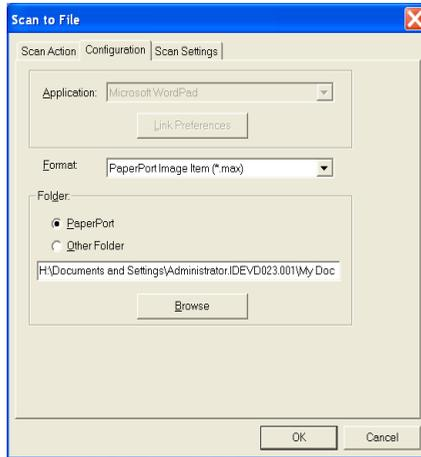 Scan to File
Scan Action Configuration Scan Settings
Application: Microsoft WordPad
Link Preferences
Format: PaperPort Image Item (*.max)
Folder:
PaperPort
Other Folder
H:\Documents and Settings\Administrator.IDEVD023.001\My Doc
Browse
OK Cancel